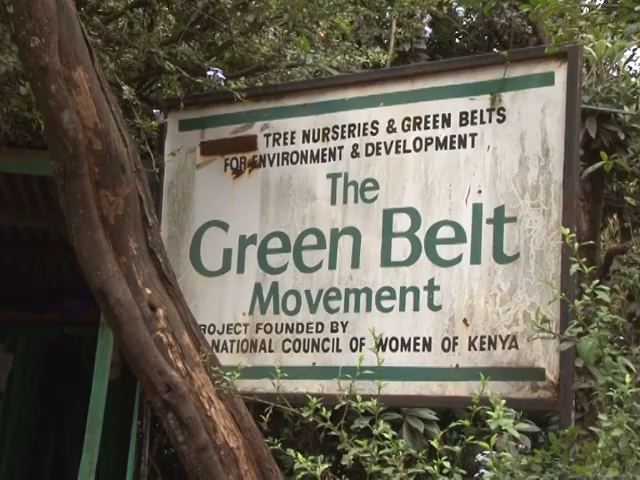 TREE NURSERIES & GREEN BELTS
FOR ENVIRONMENT & DEVELOPMENT
The
Green Belt
Movement
ROJECT FOUNDED BY
NATIONAL COUNCIL OF WOMEN OF KENYA